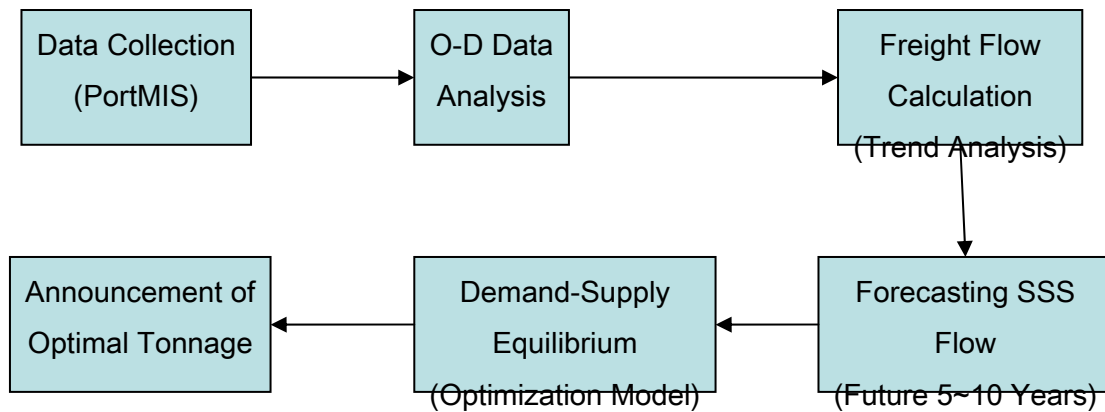 Data Collection
(PortMIS)
O-D Data
Analysis
Freight Flow
Calculation
(Trend Analysis)
Announcement of
Optimal Tonnage
Demand-Supply
Equilibrium
(Optimization Model)
Forecasting SSS
Flow
(Future 5~10 Years)